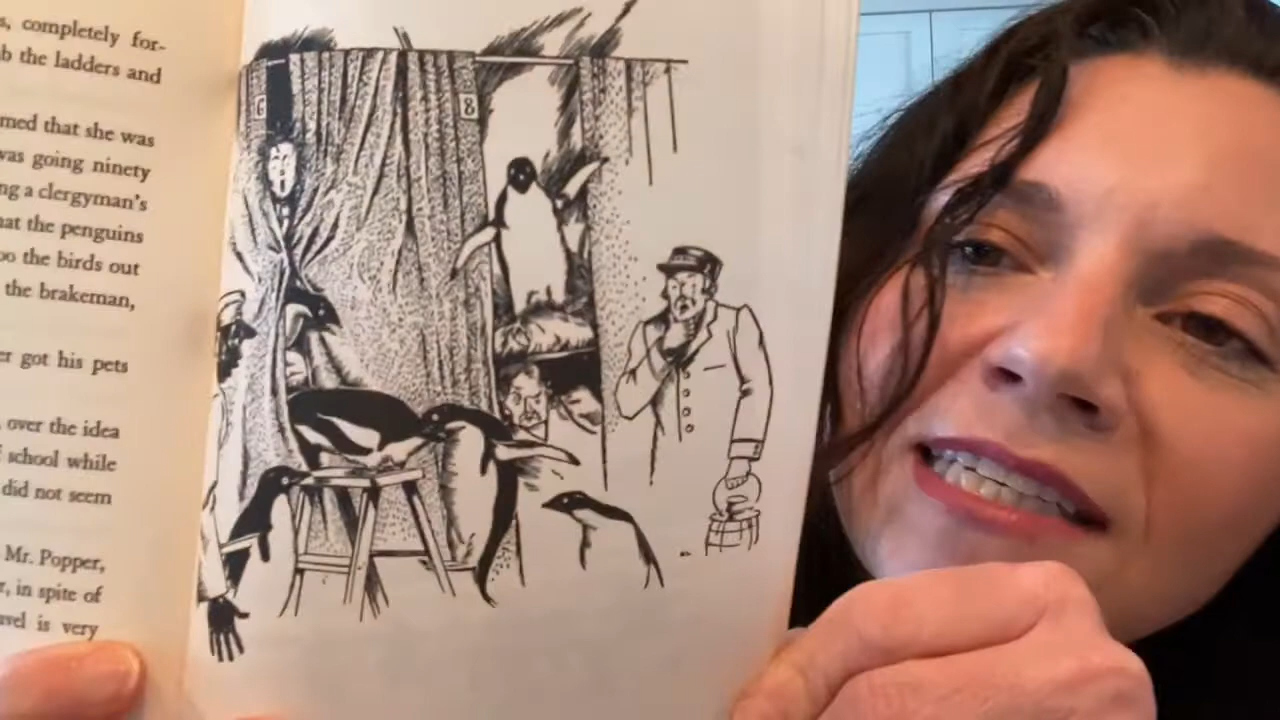 s, completely for-
b the ladders and
med that she was
was going ninety
ng a clergyman's
hat the penguins
oo the birds out
the brakeman,
er got his pets
over the idea
school while
did not seem
Mr. Popper,
r, in spite of
avel is very
6
8